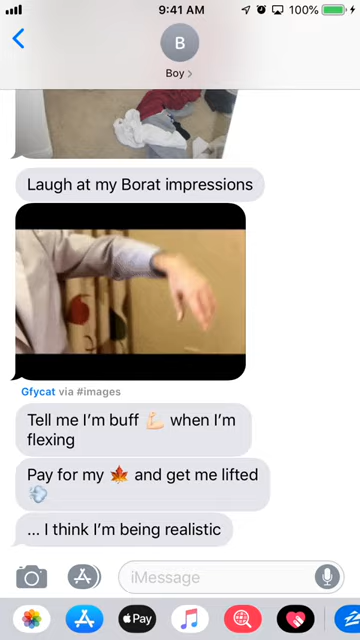 9:41 AM
100%
B
Boy
Laugh at my Borat impressions
Gfycat via #images
Tell me I’m buff 💪🏻 when I’m
flexing
Pay for my 🍁 and get me lifted
💨
... I think I’m being realistic
iMessage
Pay